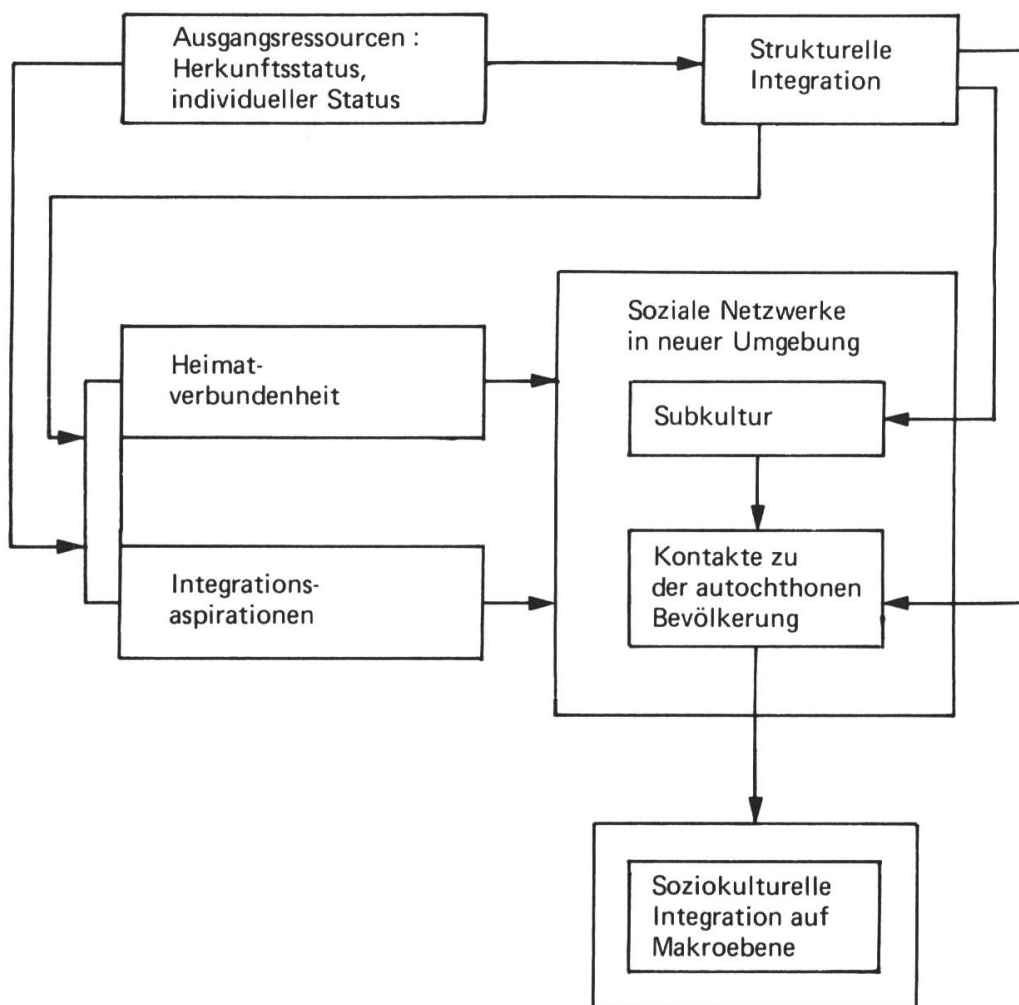 Ausgangsressourcen :
Herkunftsstatus,
individueller Status
Strukturelle
Integration
Soziale Netzwerke
in neuer Umgebung
Heimat-
verbundenheit
Subkultur
Kontakte zu
der autochthonen
Bevölkerung
Integrations-
aspirationen
Soziokulturelle
Integration auf
Makroebene